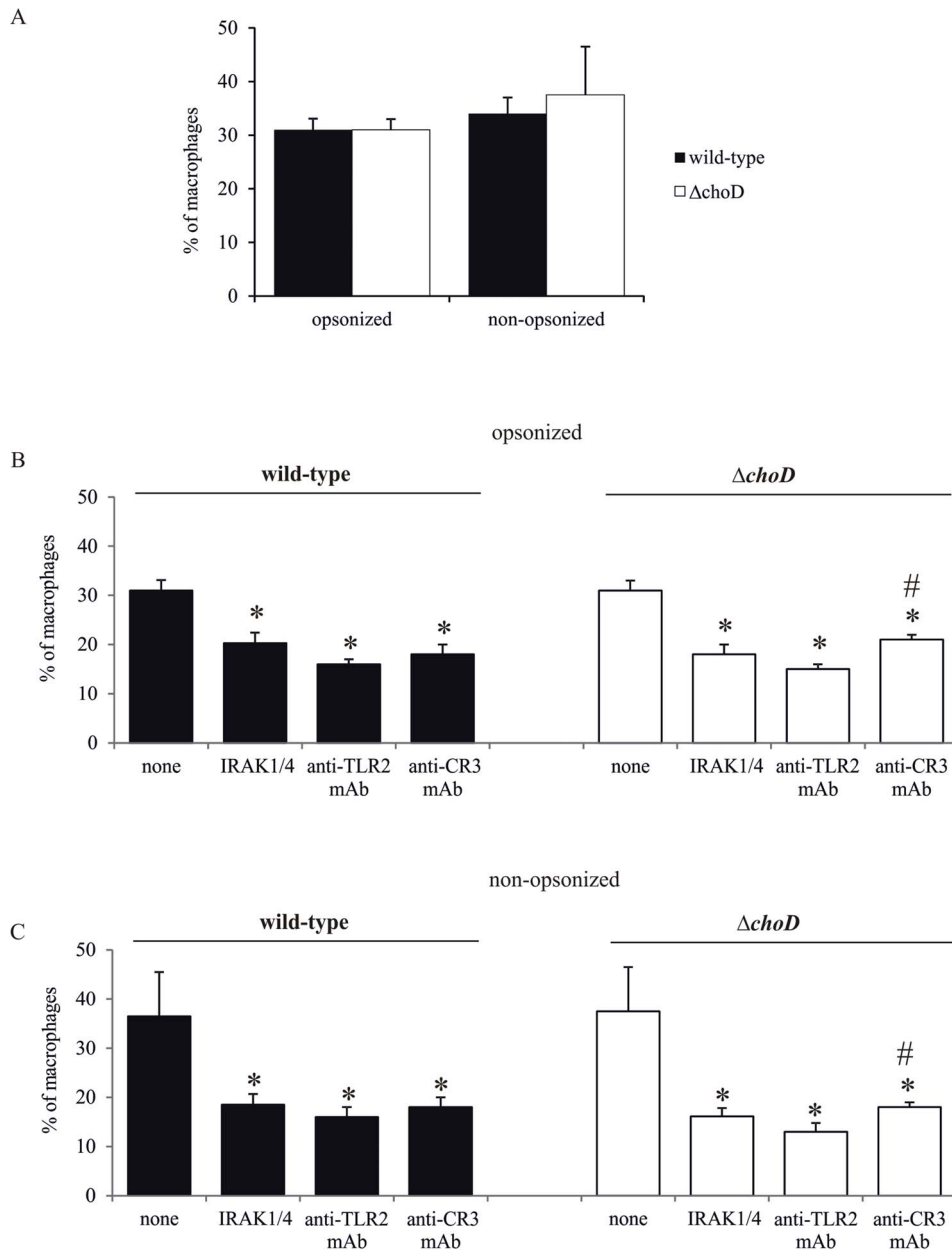 A
50
40
30
20
10
0
% of macrophages
opsonized
non-opsonized
wild-type
ΔchoD
opsonized
B
wild-type
ΔchoD
50
40
30
20
10
0
% of macrophages
*
*
*
*
*
#
*
none
IRAK1/4
anti-TLR2
mAb
anti-CR3
mAb
none
IRAK1/4
anti-TLR2
mAb
anti-CR3
mAb
non-opsonized
C
wild-type
ΔchoD
50
40
30
20
10
0
% of macrophages
*
*
*
*
*
#
*
none
IRAK1/4
anti-TLR2
mAb
anti-CR3
mAb
none
IRAK1/4
anti-TLR2
mAb
anti-CR3
mAb